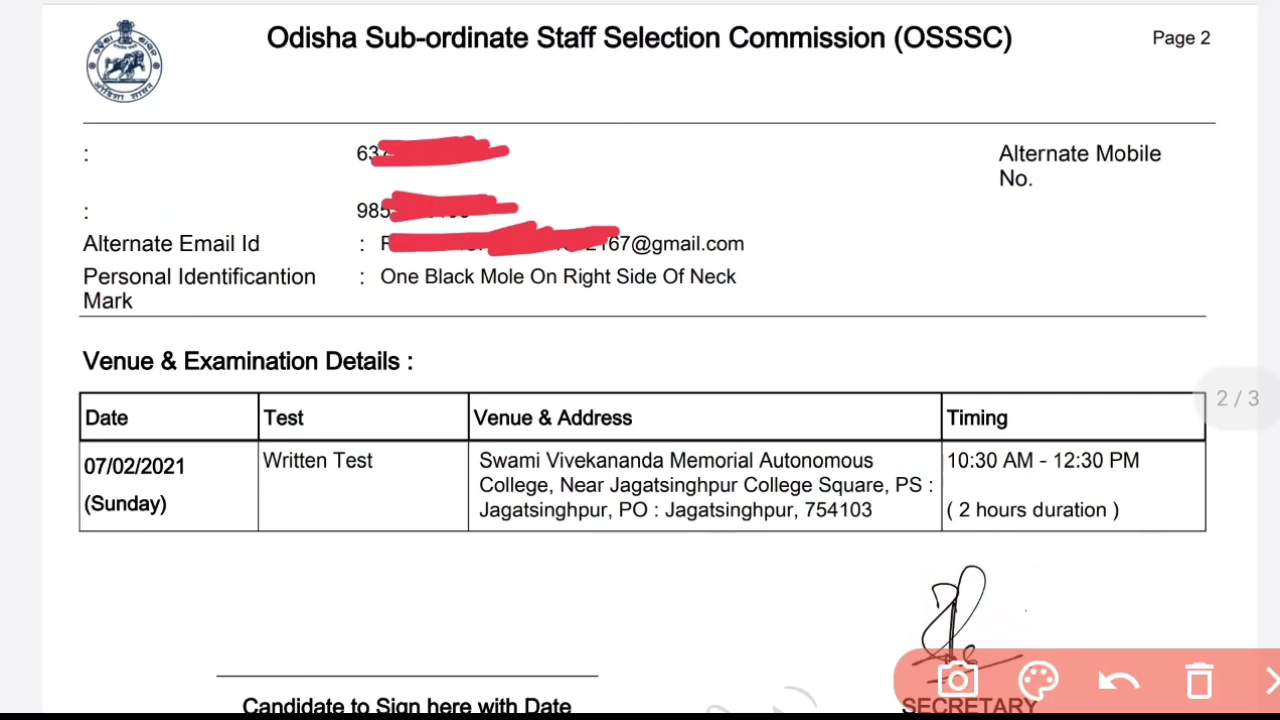 Odisha Sub-ordinate Staff Selection Commission (OSSSC)
Page 2
: 637
Alternate Mobile
No.
: 985
Alternate Email Id : 167@gmail.com
Personal Identificantion : One Black Mole On Right Side Of Neck
Mark
Venue & Examination Details :
Date Test Venue & Address Timing
07/02/2021 Written Test Swami Vivekananda Memorial Autonomous 10:30 AM - 12:30 PM
(Sunday) College, Near Jagatsinghpur College Square, PS :
Jagatsinghpur, PO : Jagatsinghpur, 754103 ( 2 hours duration )
2 / 3
Candidate to Sign here with Date
SECRETARY